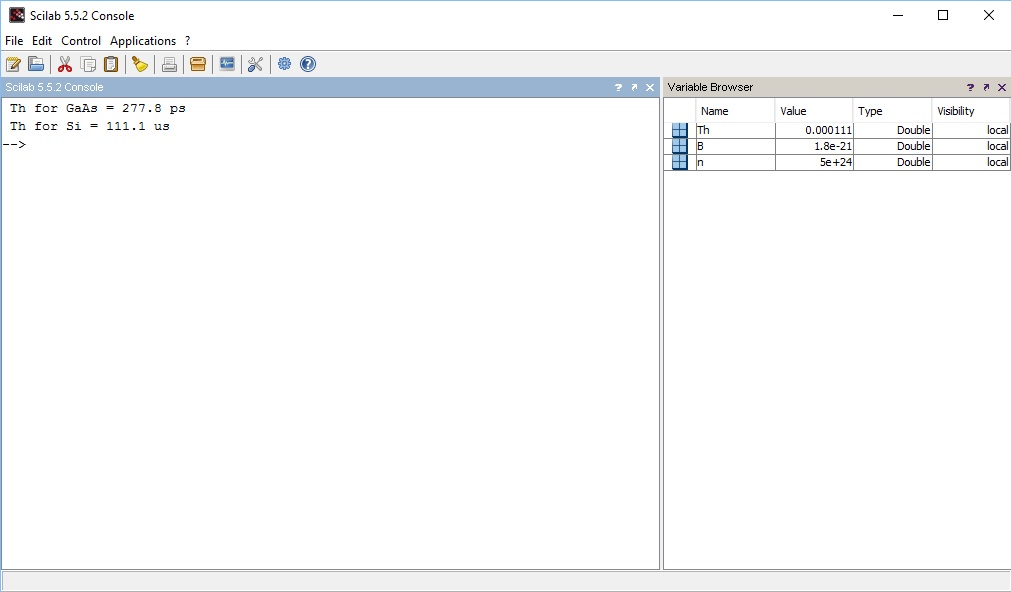 Scilab 5.5.2 Console
File Edit Control Applications ?
Scilab 5.5.2 Console ?
Th for GaAs = 277.8 ps
Th for Si = 111.1 us
-->
Variable Browser ?
Name Value Type Visibility
Th 0.000111 Double local
B 1.8e-21 Double local
n 5e+24 Double local